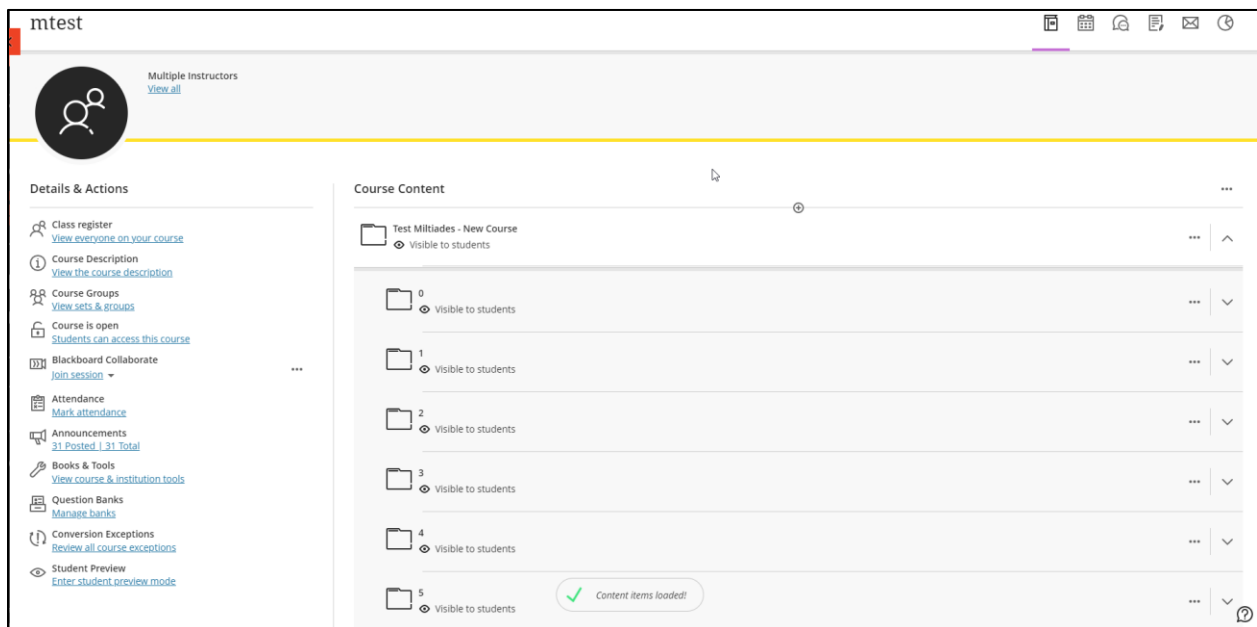 mtest
Multiple Instructors
View all
Details & Actions
Class register
View everyone on your course
Course Description
View the course description
Course Groups
View sets & groups
Course is open
Students can access this course
Blackboard Collaborate
Join session
Attendance
Mark attendance
Announcements
31 Posted | 31 Total
Books & Tools
View course & institution tools
Question Banks
Manage banks
Conversion Exceptions
Review all course exceptions
Student Preview
Enter student preview mode
Course Content
Test Miltiades - New Course
Visible to students
0
Visible to students
1
Visible to students
2
Visible to students
3
Visible to students
4
Visible to students
5
Visible to students
Content items loaded!